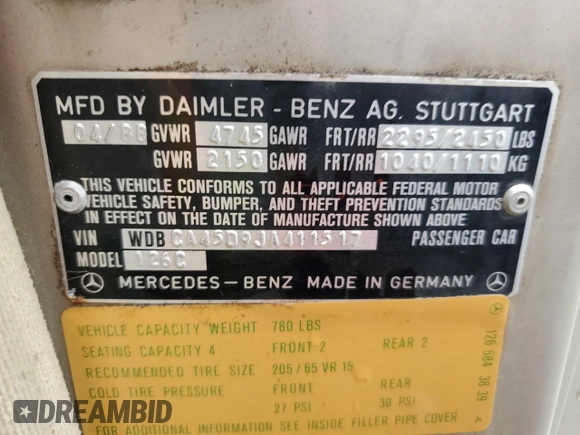 MFD BY DAIMLER - BENZ AG. STUTTGART
04/88 GVWR 4745 GAWR FRT/RR 2295/2450 LBS
GVWR 2150 GAWR FRT/RR 1040/1110 KG
THIS VEHICLE CONFORMS TO ALL APPLICABLE FEDERAL MOTOR
VEHICLE SAFETY, BUMPER, AND THEFT PREVENTION STANDARDS
IN EFFECT ON THE DATE OF MANUFACTURE SHOWN ABOVE
VIN WDBCA45D9JA411517 PASSENGER CAR
MODEL 126C
MERCEDES-BENZ MADE IN GERMANY
VEHICLE CAPACITY WEIGHT 780 LBS
SEATING CAPACITY 4 FRONT 2 REAR 2
RECOMMENDED TIRE SIZE 205/65 VR 15
COLD TIRE PRESSURE FRONT REAR
27 PSI 30 PSI
FOR ADDITIONAL INFORMATION SEE INSIDE FILLER PIPE COVER
126 584 38 39
DREAMBID